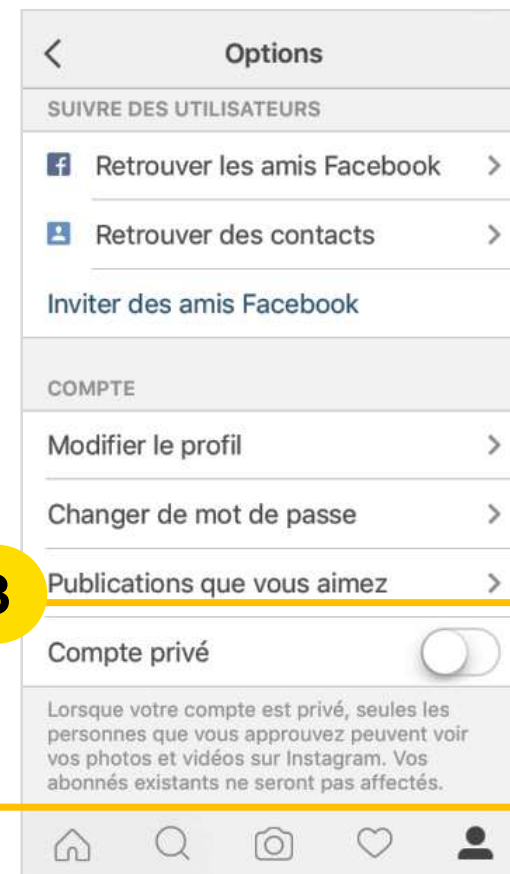 Options
SUIVRE DES UTILISATEURS
Retrouver les amis Facebook
Retrouver des contacts
Inviter des amis Facebook
COMPTE
Modifier le profil
Changer de mot de passe
Publications que vous aimez
Compte privé
Lorsque votre compte est privé, seules les
personnes que vous approuvez peuvent voir
vos photos et vidéos sur Instagram. Vos
abonnés existants ne seront pas affectés.